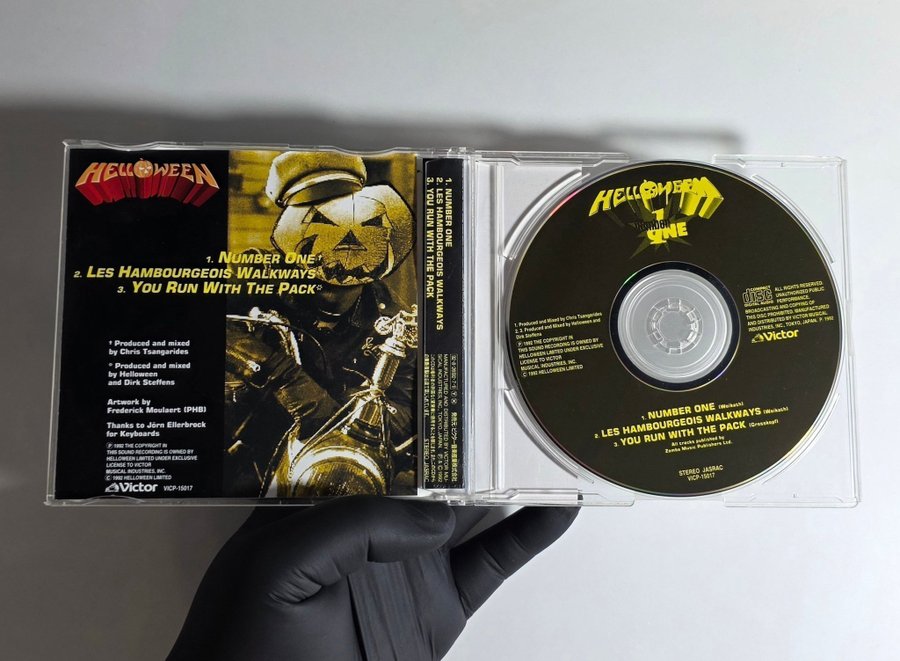 HELLOWEEN
1. NUMBER ONE†
2. LES HAMBOURGEOIS WALKWAYS*
3. YOU RUN WITH THE PACK*
† Produced and mixed
by Chris Tsangarides
* Produced and mixed
by Helloween
and Dirk Steffens
Artwork by
Frederick Moulaert (PHB)
Thanks to Jörn Ellerbrock
for Keyboards
Ⓟ 1992 THE COPYRIGHT IN
THIS SOUND RECORDING IS OWNED BY
HELLOWEEN LIMITED UNDER EXCLUSIVE
LICENSE TO VICTOR
MUSICAL INDUSTRIES, INC.
© 1992 HELLOWEEN LIMITED
Victor VICP-15017
1. NUMBER ONE
2. LES HAMBOURGEOIS WALKWAYS
3. YOU RUN WITH THE PACK
STEREO JASRAC
HELLOWEEN
ONE
1. Produced and Mixed by Chris Tsangarides
2. 3. Produced and Mixed by Helloween and
Dirk Steffens
Ⓟ 1992 THE COPYRIGHT IN
THIS SOUND RECORDING IS OWNED BY
HELLOWEEN LIMITED UNDER EXCLUSIVE
LICENSE TO VICTOR
MUSICAL INDUSTRIES, INC.
© 1992 HELLOWEEN LIMITED
COMPACT
disc
DIGITAL AUDIO
ALL RIGHTS RESERVED.
UNAUTHORIZED PUBLIC
PERFORMANCE,
BROADCASTING AND COPYING OF
THIS DISC PROHIBITED. MANUFACTURED
AND DISTRIBUTED BY VICTOR MUSICAL
INDUSTRIES, INC. TOKYO, JAPAN. P. 1992
Victor
1. NUMBER ONE (Weikath)
2. LES HAMBOURGEOIS WALKWAYS (Weikath)
3. YOU RUN WITH THE PACK (Grosskopf)
All tracks published by
Zomba Music Publishers Ltd.
STEREO JASRAC
VICP-15017